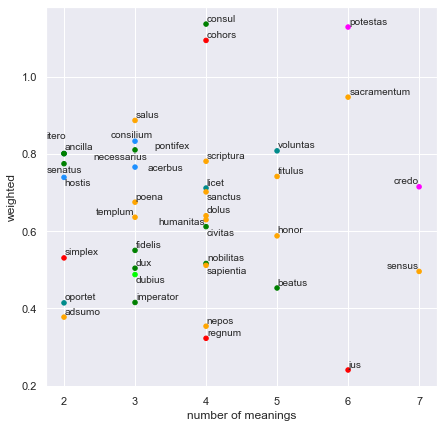 consul
potestas
cohors
1.0
sacramentum
salus
itero
consilium
ancilla
pontifex
voluntas
0.8
necessarius
scriptura
senatus
acerbus
titulus
hostis
licet
credo
poena
sanctus
templum
dolus
humanitas
0.6
civitas
honor
fidelis
simplex
dux
nobilitas
sapientia
sensus
dubius
beatus
oportet
imperator
0.4
adsumo
nepos
regnum
ius
0.2
weighted
2 3 4 5 6 7
number of meanings